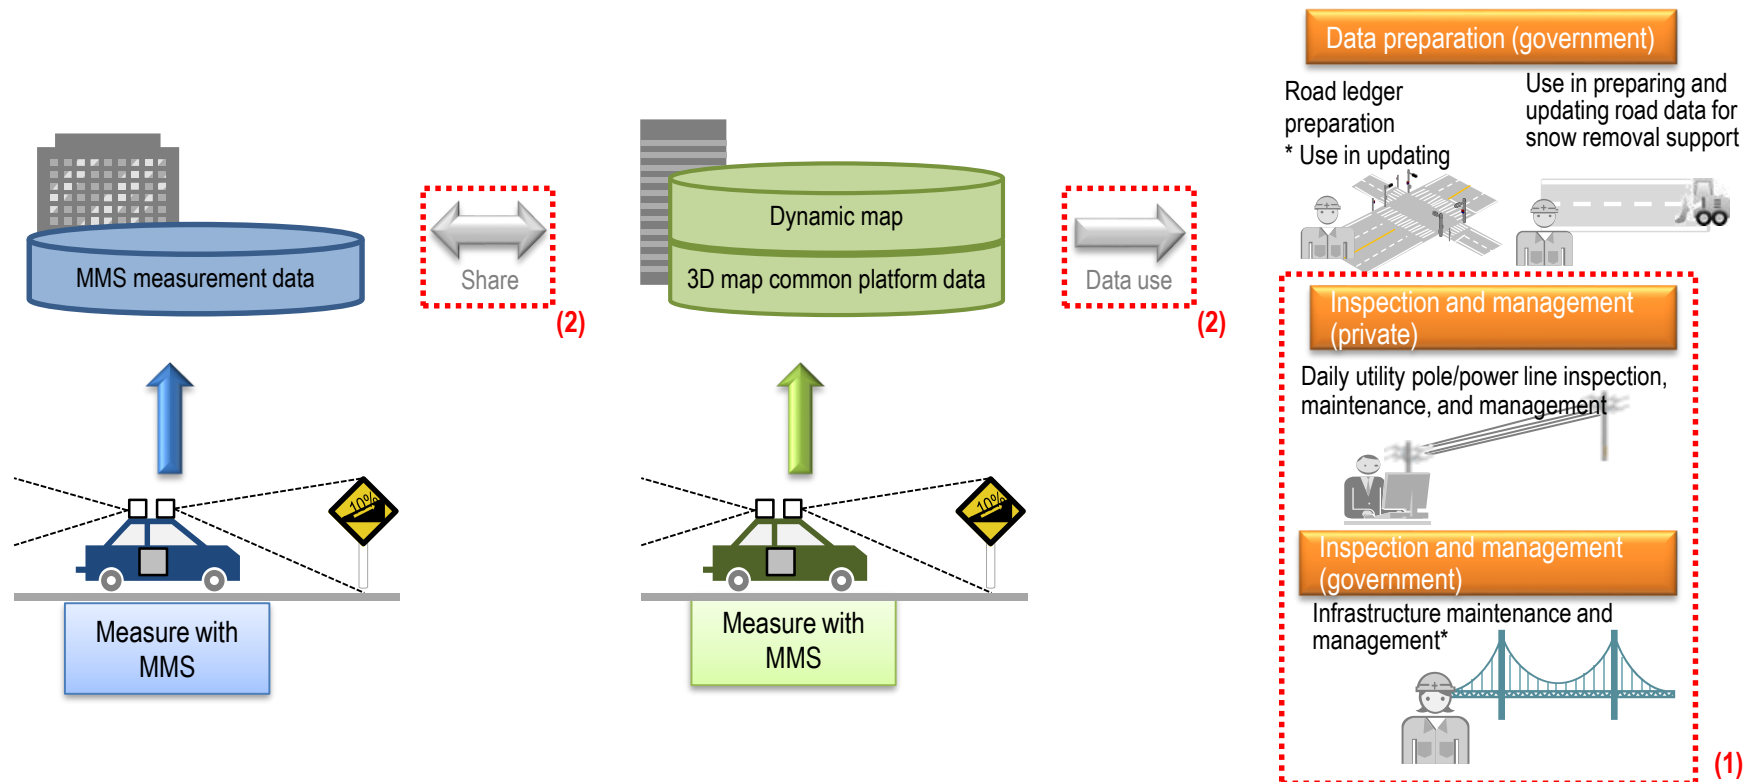 Data preparation (government)
Road ledger
preparation
* Use in updating
Use in preparing and
updating road data for
snow removal support
MMS measurement data
Share
(2)
Dynamic map
3D map common platform data
Data use
(2)
Inspection and management
(private)
Daily utility pole/power line inspection,
maintenance, and management
10%
Measure with
MMS
10%
Measure with
MMS
Inspection and management
(government)
Infrastructure maintenance and
management*
(1)